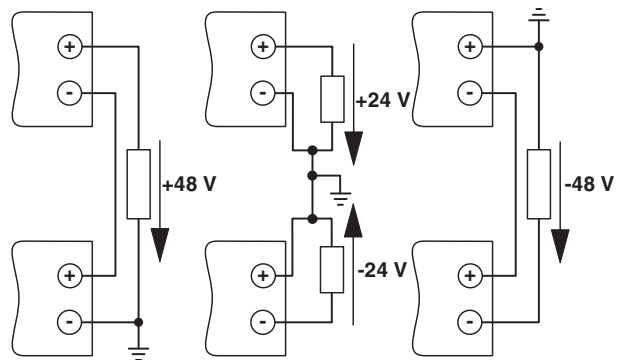 + + +
- - -
+24 V
+48 V
-48 V
-24 V
+ + +
- - -